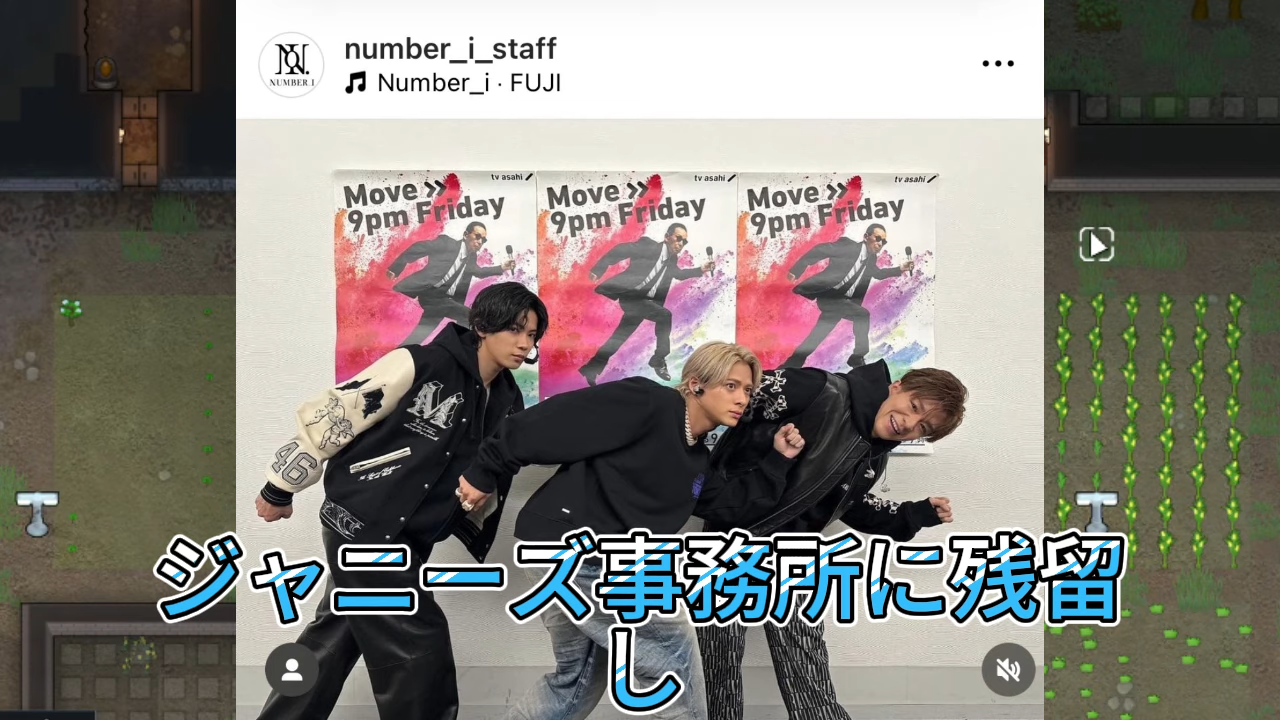 number_i_staff
NUMBER.I
Number_i · FUJI
tv asahi
tv asahi
tv asahi
Move »
9pm Friday
Move »
9pm Friday
Move »
9pm Friday
M
46
ジャニーズ事務所に残留
し